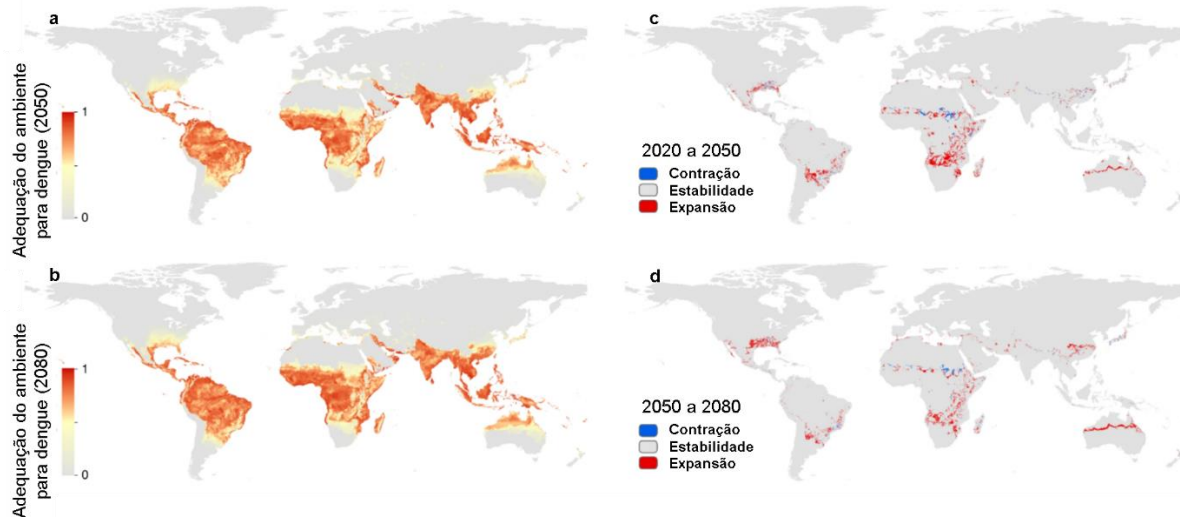 a
Adequação do ambiente
para dengue (2050)
1
0
c
2020 a 2050
Contração
Estabilidade
Expansão
b
Adequação do ambiente
para dengue (2080)
1
0
d
2050 a 2080
Contração
Estabilidade
Expansão